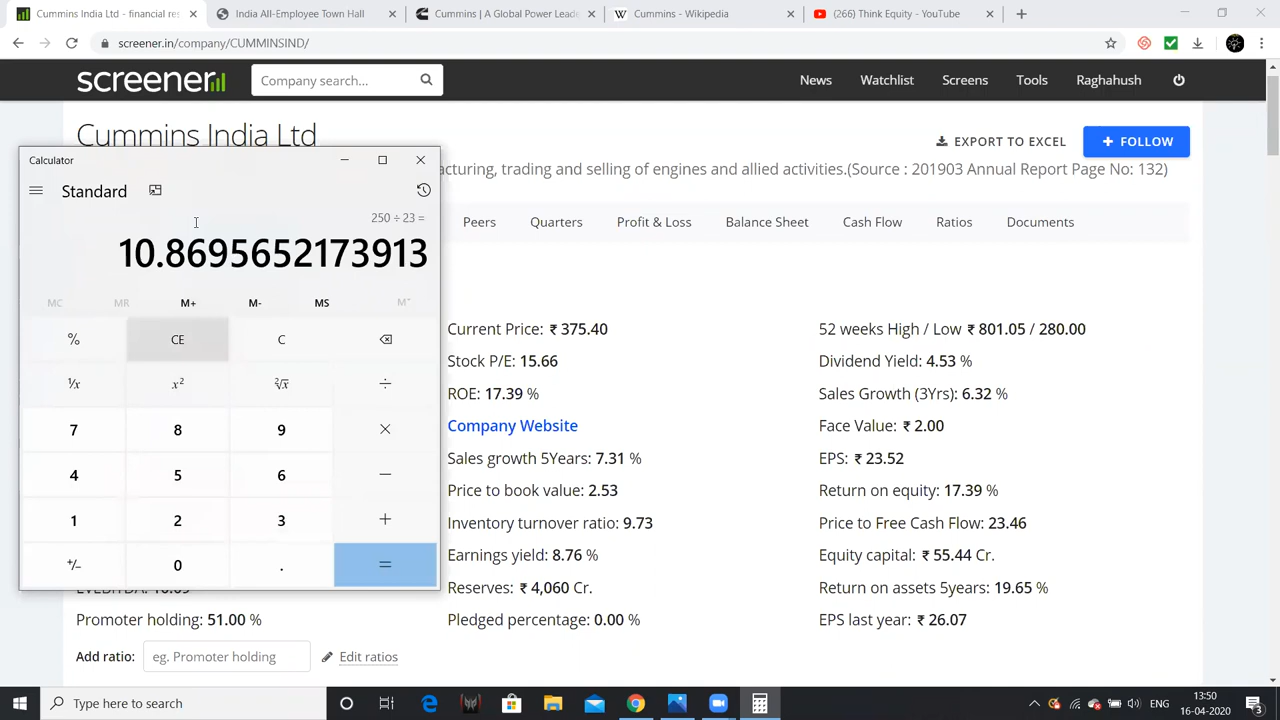 Cummins India Ltd - financial res
India All-Employee Town Hall
Cummins | A Global Power Lead
Cummins - Wikipedia
(266) Think Equity - YouTube
screener.in/company/CUMMINSIND/
screener
Company search...
News
Watchlist
Screens
Tools
Raghahush
Cummins India Ltd
EXPORT TO EXCEL
+ FOLLOW
acturing, trading and selling of engines and allied activities.(Source : 201903 Annual Report Page No: 132)
Peers
Quarters
Profit & Loss
Balance Sheet
Cash Flow
Ratios
Documents
Calculator
Standard
250 ÷ 23 =
10.8695652173913
MC
MR
M+
M-
MS
M˅
%
CE
C
⅟x
x²
²√x
÷
7
8
9
×
4
5
6
−
1
2
3
+
+/−
0
.
=
Current Price: ₹ 375.40
52 weeks High / Low ₹ 801.05 / 280.00
Stock P/E: 15.66
Dividend Yield: 4.53 %
ROE: 17.39 %
Sales Growth (3Yrs): 6.32 %
Company Website
Face Value: ₹ 2.00
Sales growth 5Years: 7.31 %
EPS: ₹ 23.52
Price to book value: 2.53
Return on equity: 17.39 %
Inventory turnover ratio: 9.73
Price to Free Cash Flow: 23.46
Earnings yield: 8.76 %
Equity capital: ₹ 55.44 Cr.
Reserves: ₹ 4,060 Cr.
Return on assets 5years: 19.65 %
Promoter holding: 51.00 %
Pledged percentage: 0.00 %
EPS last year: ₹ 26.07
Add ratio:
eg. Promoter holding
Edit ratios
Type here to search
ENG
13:50
16-04-2020
3